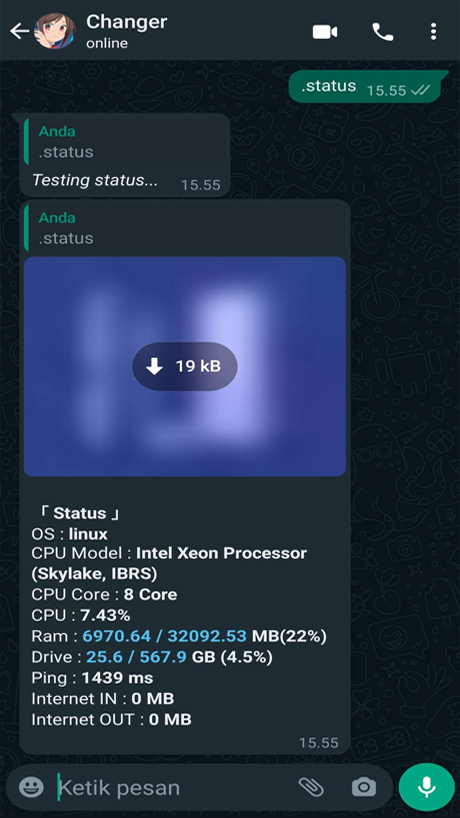 Changer
online
.status 15.55
Anda
.status
Testing status... 15.55
Anda
.status
19 kB
「 Status 」
OS : linux
CPU Model : Intel Xeon Processor
(Skylake, IBRS)
CPU Core : 8 Core
CPU : 7.43%
Ram : 6970.64 / 32092.53 MB(22%)
Drive : 25.6 / 567.9 GB (4.5%)
Ping : 1439 ms
Internet IN : 0 MB
Internet OUT : 0 MB
15.55
Ketik pesan